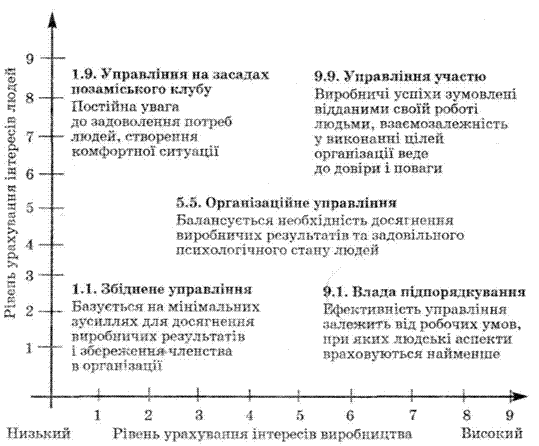 Рівень урахування інтересів людей
9
8
7
6
5
4
3
2
1
1.9. Управління на засадах
позаміського клубу
Постійна увага
до задоволення потреб
людей, створення
комфортної ситуації
9.9. Управління участю
Виробничі успіхи зумовлені
відданими своїй роботі
людьми, взаємозалежність
у виконанні цілей
організації веде
до довіри і поваги
5.5. Організаційне управління
Балансується необхідність досягнення
виробничих результатів та задовільного
психологічного стану людей
1.1. Збіднене управління
Базується на мінімальних
зусиллях для досягнення
виробничих результатів
і збереження членства
в організації
9.1. Влада підпорядкування
Ефективність управління
залежить від робочих умов,
при яких людські аспекти
враховуються найменше
1 2 3 4 5 6 7 8 9
Низький Рівень урахування інтересів виробництва Високий